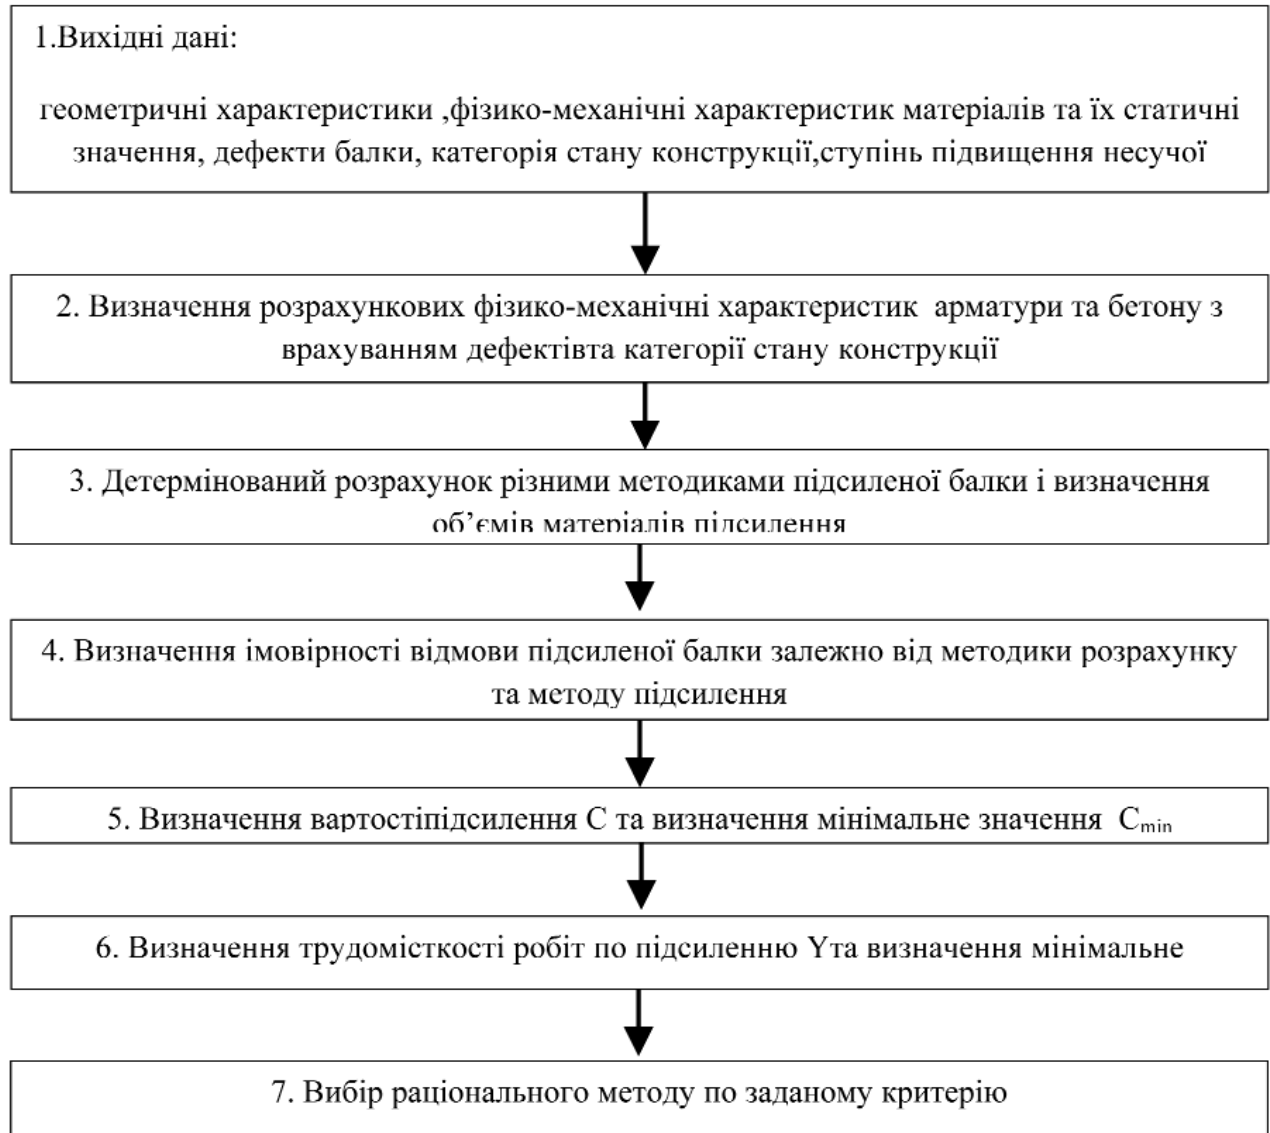 1.Вихідні дані:
геометричні характеристики ,фізико-механічні характеристик матеріалів та їх статичні
значення, дефекти балки, категорія стану конструкції,ступінь підвищення несучої
2. Визначення розрахункових фізико-механічні характеристик арматури та бетону з
врахуванням дефектівта категорії стану конструкції
3. Детермінований розрахунок різними методиками підсиленої балки і визначення
об’ємів матеріалів підсилення
4. Визначення імовірності відмови підсиленої балки залежно від методики розрахунку
та методу підсилення
5. Визначення вартостіпідсилення С та визначення мінімальне значення Cmin
6. Визначення трудомісткості робіт по підсиленню Yта визначення мінімальне
7. Вибір раціонального методу по заданому критерію